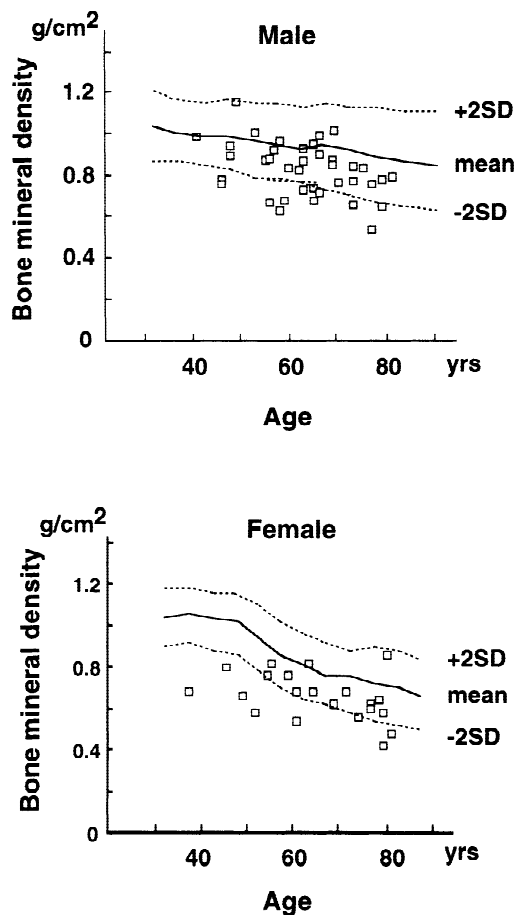 g/cm2
Male
1.2
+2SD
mean
0.8
-2SD
0.4
0
Bone mineral density
40 60 80 yrs
Age
g/cm2
Female
1.2
0.8
+2SD
mean
-2SD
0.4
0
Bone mineral density
40 60 80 yrs
Age